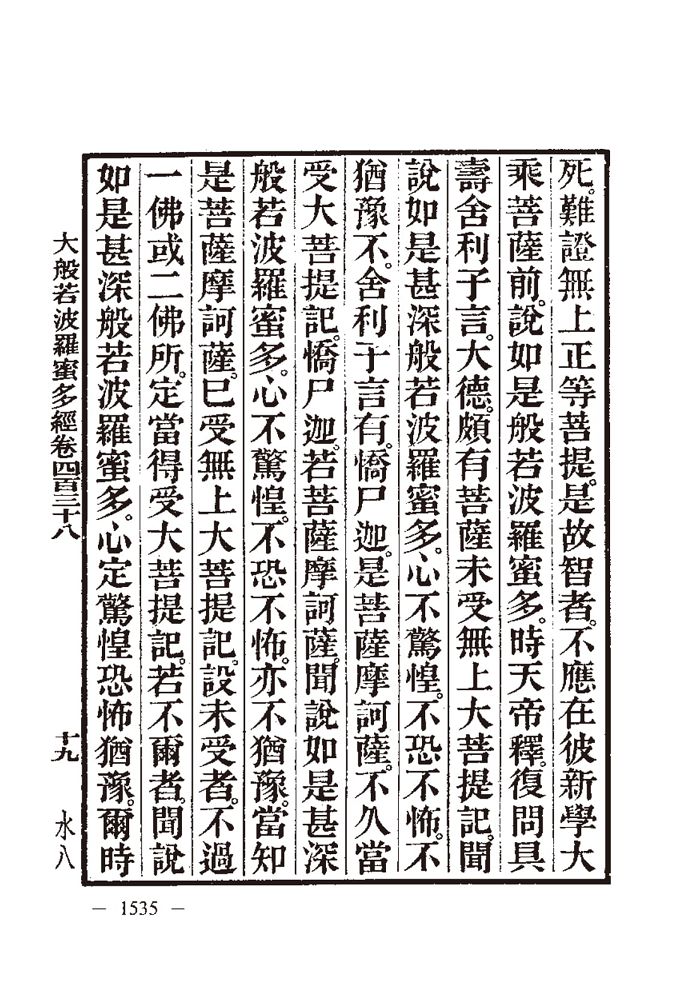 死。難證無上正等菩提。是故智者。不應在彼新學大
乘菩薩前。說如是般若波羅蜜多。時天帝釋。復問具
壽舍利子言。大德。頗有菩薩未受無上大菩提記。聞
說如是甚深般若波羅蜜多。心不驚惶。不恐不怖。不
猶豫不。舍利子言有。憍尸迦。是菩薩摩訶薩。不久當
受大菩提記。憍尸迦。若菩薩摩訶薩。聞說如是甚深
般若波羅蜜多。心不驚惶。不恐不怖。亦不猶豫。當知
是菩薩摩訶薩。已受無上大菩提記。設未受者。不過
一佛或二佛所。定當得受大菩提記。若不爾者。聞說
如是甚深般若波羅蜜多。心定驚惶恐怖猶豫。爾時
大般若波羅蜜多經卷四百三十八 十九 水八
— 1535 —